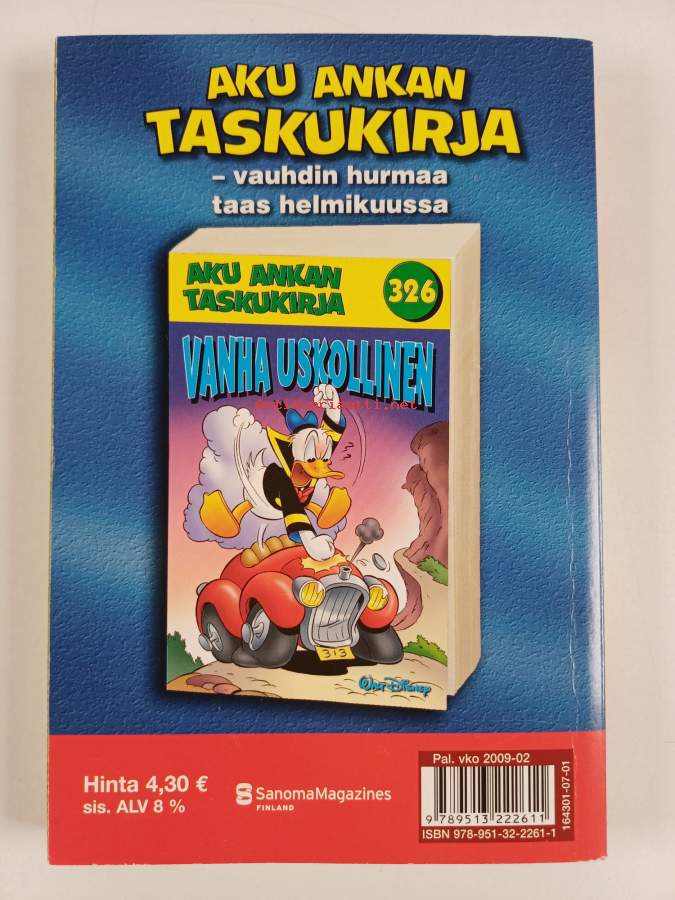 AKU ANKAN
TASKUKIRJA
– vauhdin hurmaa
taas helmikuussa
AKU ANKAN
TASKUKIRJA
326
VANHA USKOLLINEN
Antikvariaatti.net
313
Walt Disney
Hinta 4,30 €
sis. ALV 8 %
SanomaMagazines
FINLAND
Pal. vko 2009-02
9 789513 222611
ISBN 978-951-32-2261-1
164301-07-01